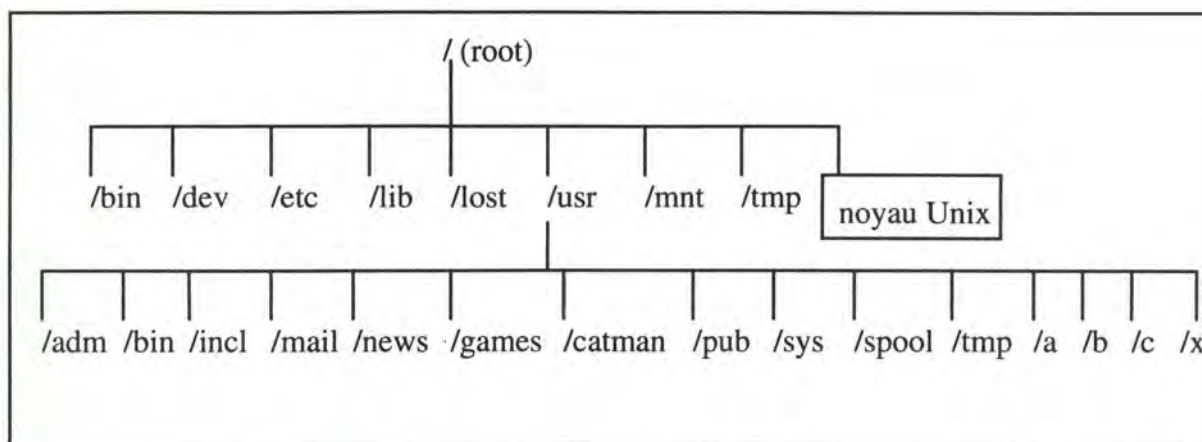 / (root)
/bin /dev /etc /lib /lost /usr /mnt /tmp noyau Unix
/adm /bin /incl /mail /news /games /catman /pub /sys /spool /tmp /a /b /c /x